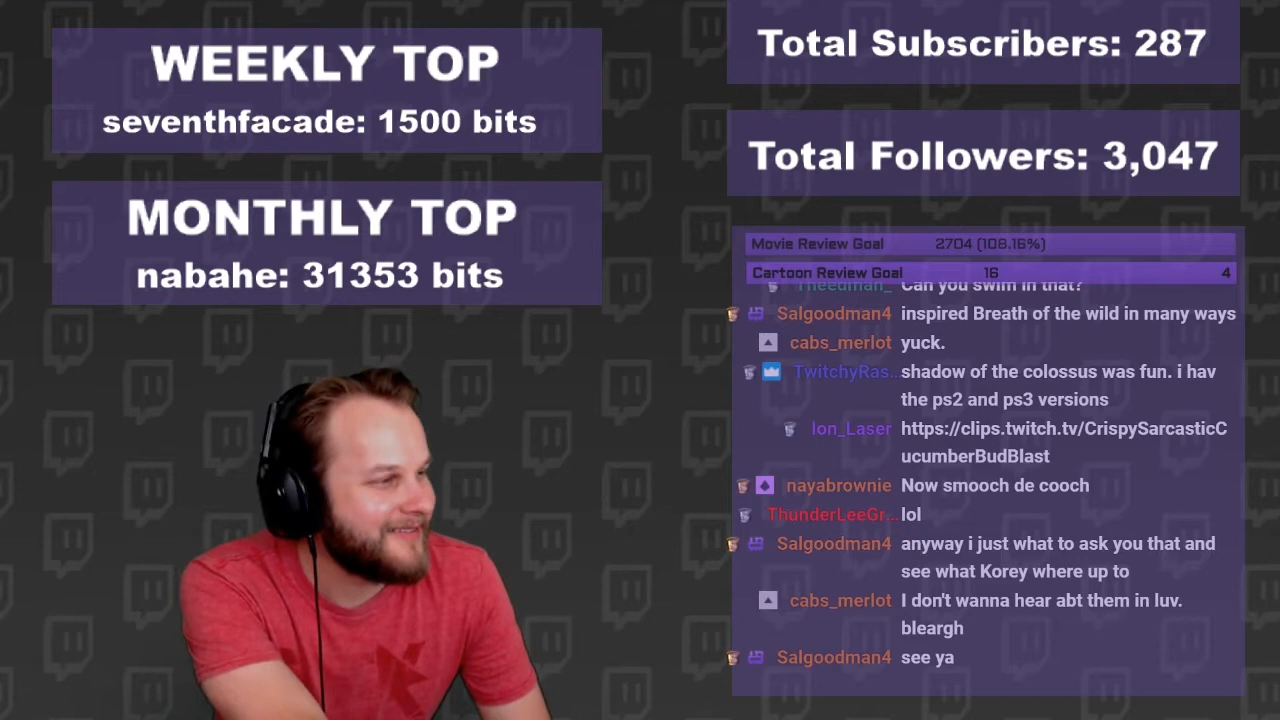 WEEKLY TOP
seventhfacade: 1500 bits
MONTHLY TOP
nabahe: 31353 bits
Total Subscribers: 287
Total Followers: 3,047
Movie Review Goal 2704 (108.16%)
Cartoon Review Goal 16 4
Theedman_ Can you swim in that?
Salgoodman4 inspired Breath of the wild in many ways
cabs_merlot yuck.
TwitchyRas... shadow of the colossus was fun. i hav
the ps2 and ps3 versions
Ion_Laser https://clips.twitch.tv/CrispySarcasticC
ucumberBudBlast
nayabrownie Now smooch de cooch
ThunderLeeGr... lol
Salgoodman4 anyway i just what to ask you that and
see what Korey where up to
cabs_merlot I don't wanna hear abt them in luv.
bleargh
Salgoodman4 see ya